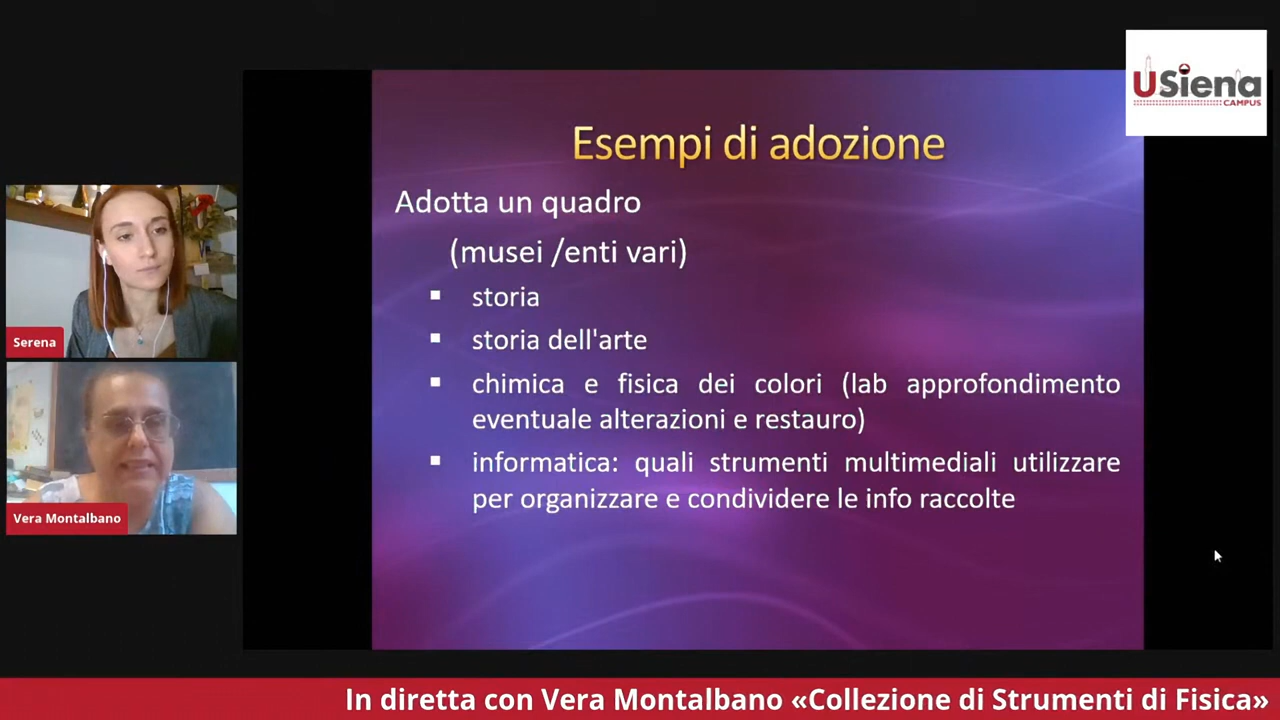 USiena
CAMPUS
Esempi di adozione
Adotta un quadro
(musei /enti vari)
▪ storia
▪ storia dell'arte
▪ chimica e fisica dei colori (lab approfondimento
eventuale alterazioni e restauro)
▪ informatica: quali strumenti multimediali utilizzare
per organizzare e condividere le info raccolte
Serena
Vera Montalbano
In diretta con Vera Montalbano «Collezione di Strumenti di Fisica»